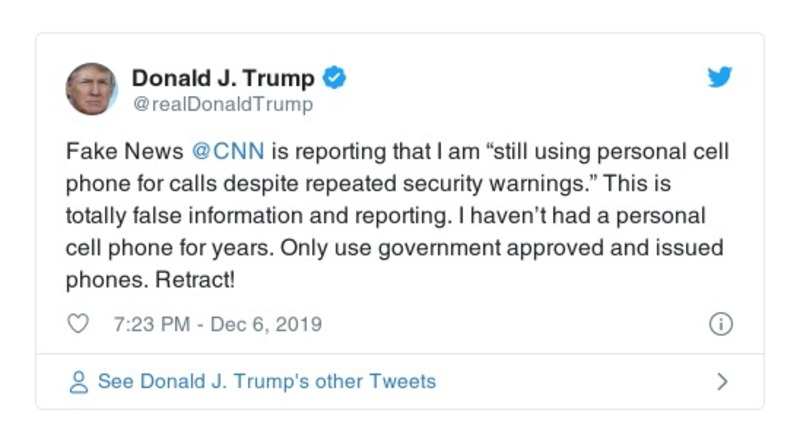 Donald J. Trump
@realDonaldTrump
Fake News @CNN is reporting that I am “still using personal cell
phone for calls despite repeated security warnings.” This is
totally false information and reporting. I haven’t had a personal
cell phone for years. Only use government approved and issued
phones. Retract!
7:23 PM - Dec 6, 2019
See Donald J. Trump's other Tweets